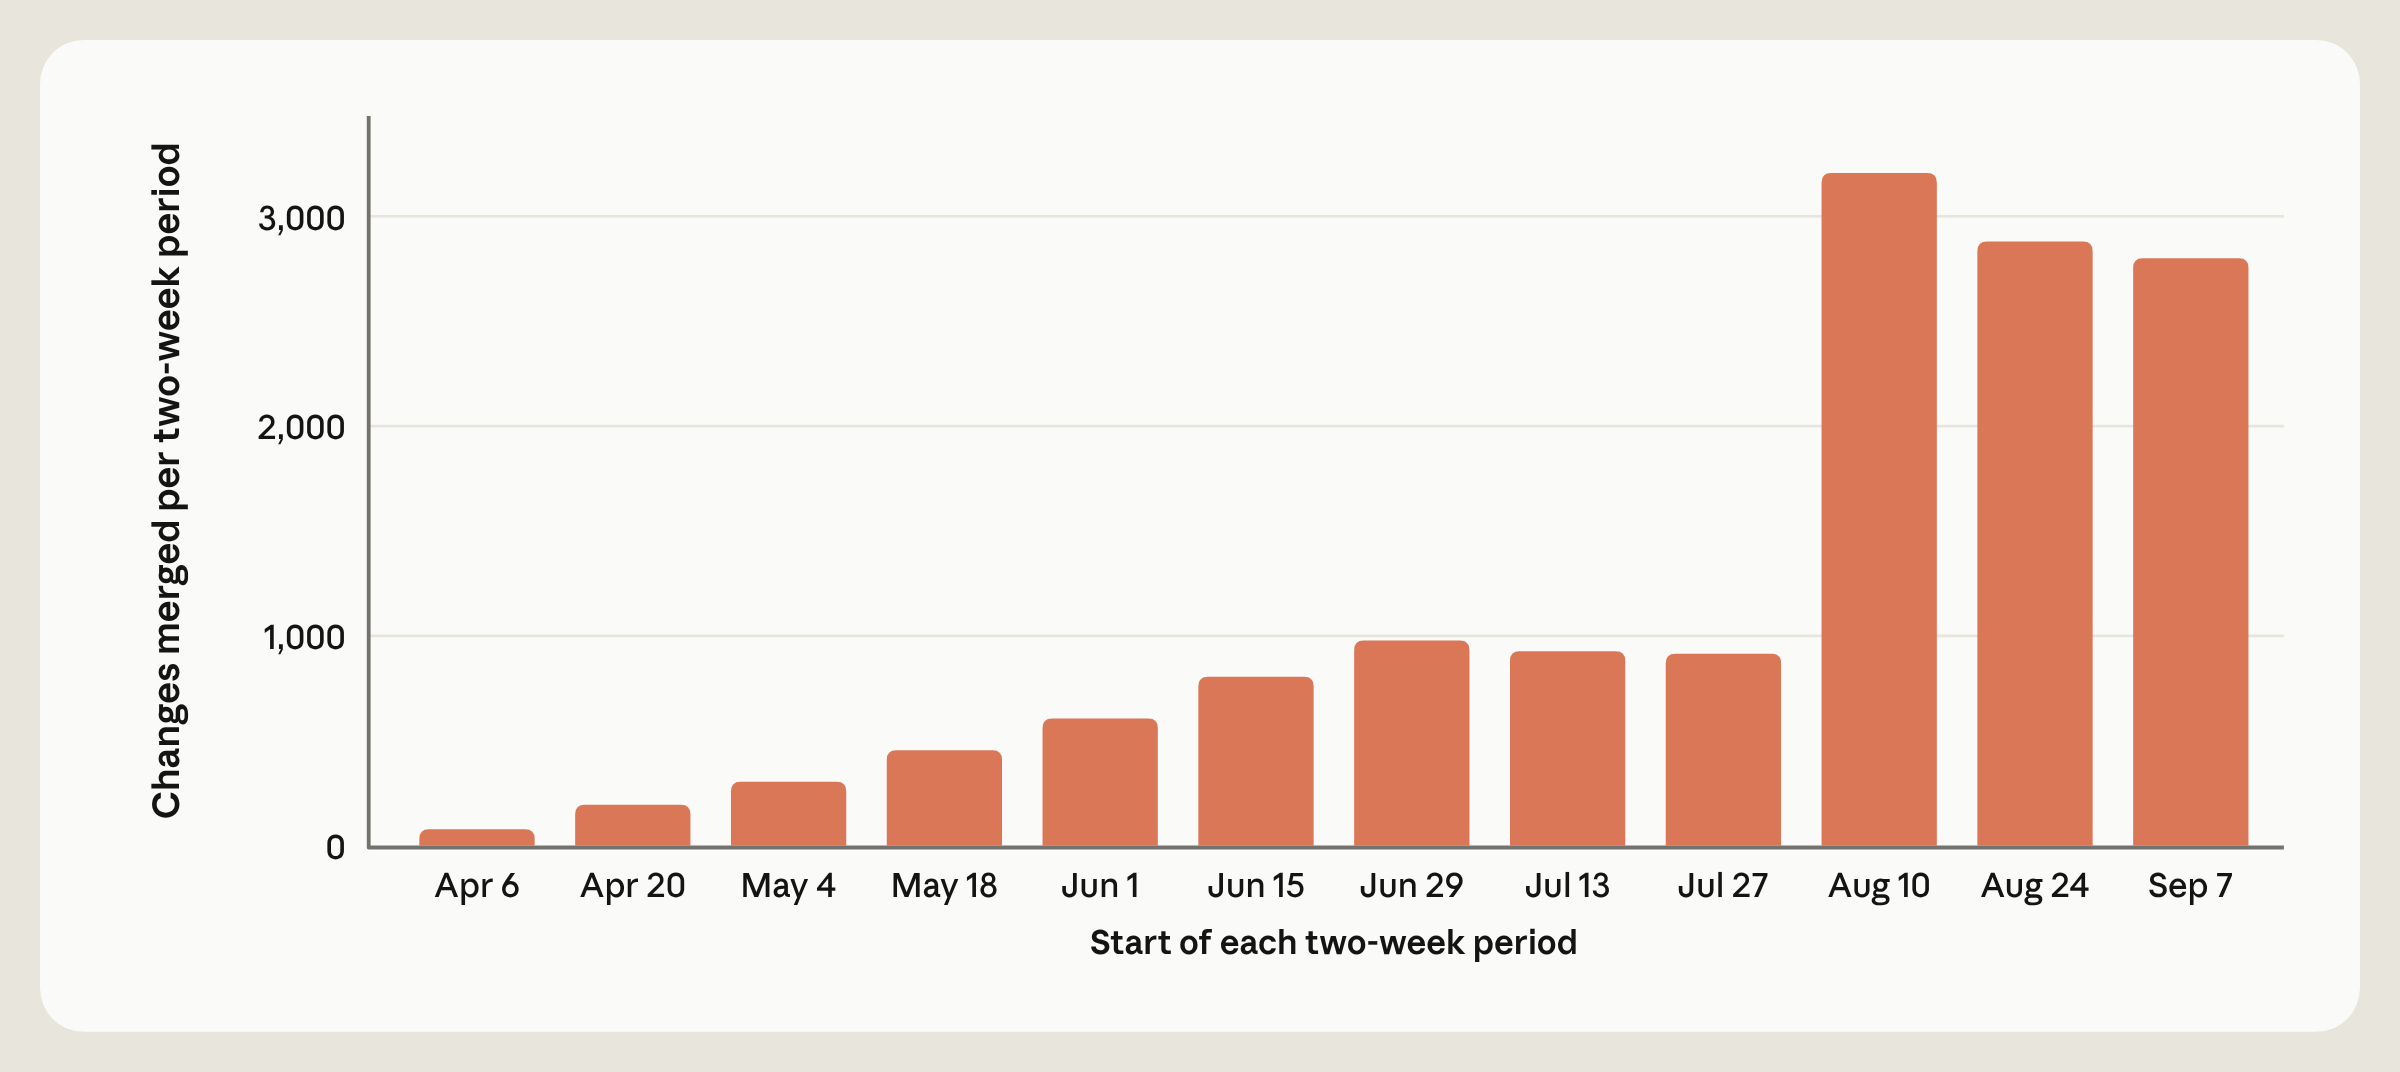 Changes merged per two-week period
3,000
2,000
1,000
0
Apr 6
Apr 20
May 4
May 18
Jun 1
Jun 15
Jun 29
Jul 13
Jul 27
Aug 10
Aug 24
Sep 7
Start of each two-week period